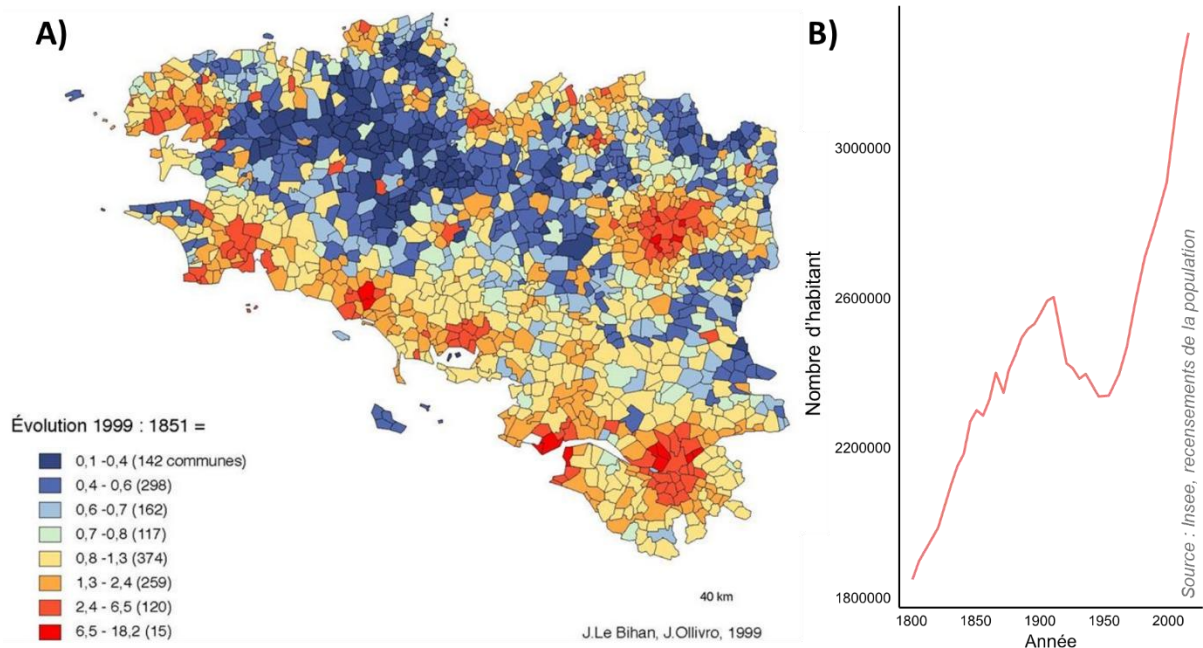 A)
Évolution 1999 : 1851 =
0,1 -0,4 (142 communes)
0,4 - 0,6 (298)
0,6 -0,7 (162)
0,7 -0,8 (117)
0,8 -1,3 (374)
1,3 - 2,4 (259)
2,4 - 6,5 (120)
6,5 - 18,2 (15)
40 km
J.Le Bihan, J.Ollivro, 1999
B)
Nombre d'habitant
3000000
2600000
2200000
1800000
1800
1850
1900
1950
2000
Année
Source : Insee, recensements de population